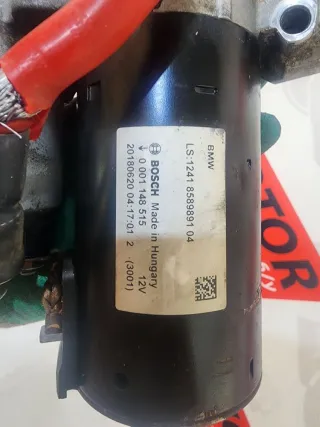 BMW
LS:1241 8589891 04
BOSCH Made in Hungary
0 001 148 515 12V
20180620 04:17:01 2 (3001)
TOR